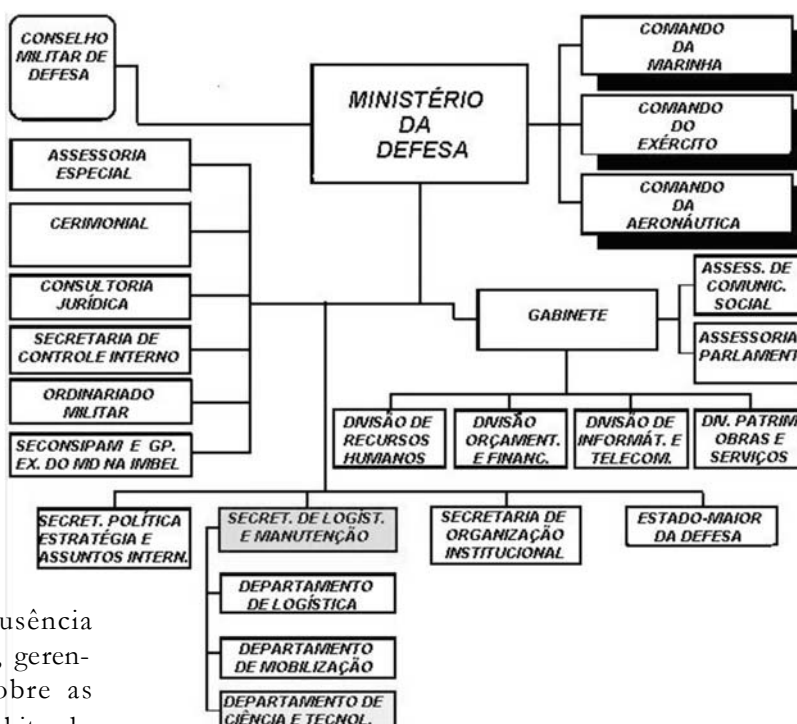 CONSELHO
MILITAR DE
DEFESA
MINISTÉRIO
DA
DEFESA
COMANDO
DA
MARINHA
COMANDO
DO
EXÉRCITO
COMANDO
DA
AERONÁUTICA
ASSESSORIA
ESPECIAL
CERIMONIAL
CONSULTORIA
JURÍDICA
SECRETARIA DE
CONTROLE INTERNO
ORDINARIADO
MILITAR
SECONSIPAM E GP.
EX. DO MD NA IMBEL
GABINETE
ASSESS. DE
COMUNIC.
SOCIAL
ASSESSORIA
PARLAMENT
DIVISÃO DE
RECURSOS
HUMANOS
DIVISÃO
ORÇAMENT.
E FINANC.
DIVISÃO DE
INFORMÁT. E
TELECOM.
DIV. PATRIM
OBRAS E
SERVIÇOS
SECRET. POLÍTICA
ESTRATÉGIA E
ASSUNTOS INTERN.
SECRET. DE LOGÍST.
E MANUTENÇÃO
SECRETARIA DE
ORGANIZAÇÃO
INSTITUCIONAL
ESTADO-MAIOR
DA DEFESA
DEPARTAMENTO
DE LOGÍSTICA
DEPARTAMENTO
DE MOBILIZAÇÃO
DEPARTAMENTO DE
CIÊNCIA E TECNOL.
usência
, geren-
obre as